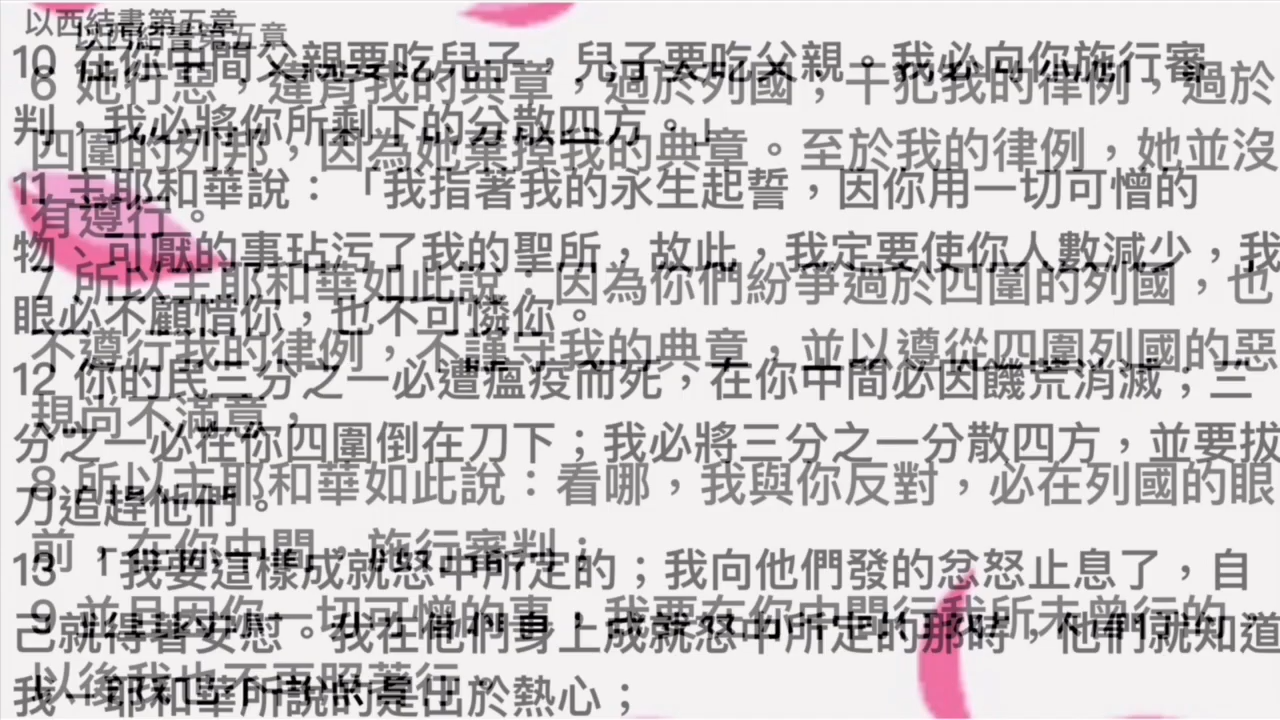 以西結書第五章
6 她行惡,違背我的典章,過於列國;干犯我的律例,過於
四圍的列邦,因為她棄掉我的典章。至於我的律例,她並沒
有遵行。
7 所以主耶和華如此說:因為你們紛爭過於四圍的列國,也
不遵行我的律例,不謹守我的典章,並以遵從四圍列國的惡
規尚不滿意,
8 所以主耶和華如此說:看哪,我與你反對,必在列國的眼
前,在你中間,施行審判;
9 並且因你一切可憎的事,我要在你中間行我所未曾行的,
以後我也不再照著行。
以西結書第五章
10 在你中間父親要吃兒子,兒子要吃父親。我必向你施行審
判,我必將你所剩下的分散四方。」
11 主耶和華說:「我指著我的永生起誓,因你用一切可憎的
物、可厭的事玷污了我的聖所,故此,我定要使你人數減少,我
眼必不顧惜你,也不可憐你。
12 你的民三分之一必遭瘟疫而死,在你中間必因饑荒消滅;三
分之一必在你四圍倒在刀下;我必將三分之一分散四方,並要拔
刀追趕他們。
13 「我要這樣成就怒中所定的;我向他們發的忿怒止息了,自
己就得著安慰。我在他們身上成就怒中所定的那時,他們就知道
我─耶和華所說的是出於熱心;